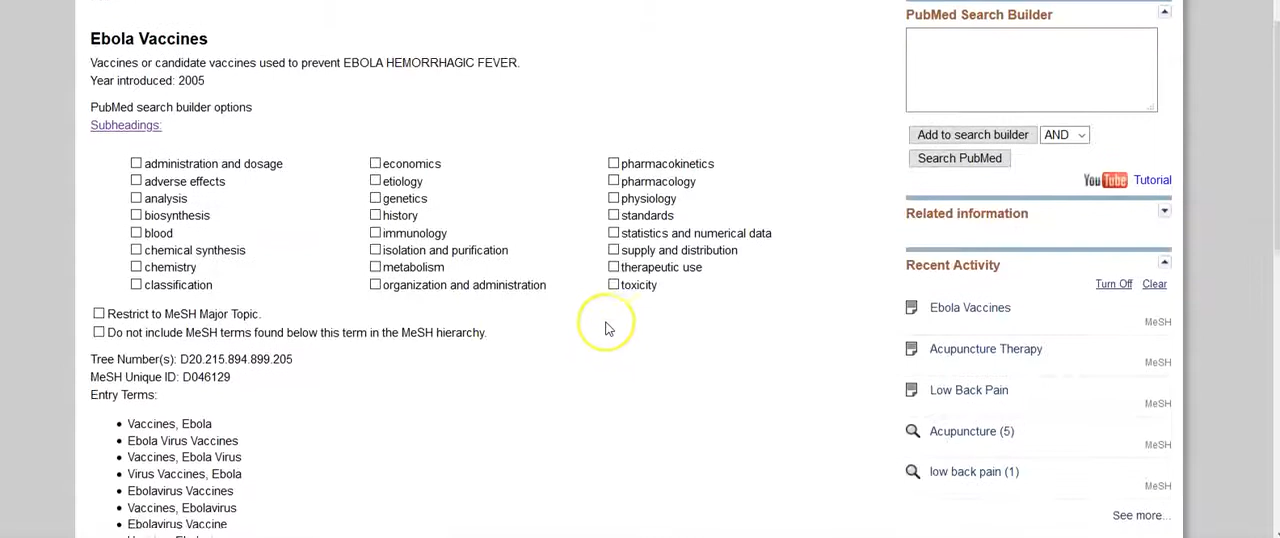 Ebola Vaccines
Vaccines or candidate vaccines used to prevent EBOLA HEMORRHAGIC FEVER.
Year introduced: 2005
PubMed search builder options
Subheadings:
administration and dosage
adverse effects
analysis
biosynthesis
blood
chemical synthesis
chemistry
classification
economics
etiology
genetics
history
immunology
isolation and purification
metabolism
organization and administration
pharmacokinetics
pharmacology
physiology
standards
statistics and numerical data
supply and distribution
therapeutic use
toxicity
Restrict to MeSH Major Topic.
Do not include MeSH terms found below this term in the MeSH hierarchy.
Tree Number(s): D20.215.894.899.205
MeSH Unique ID: D046129
Entry Terms:
Vaccines, Ebola
Ebola Virus Vaccines
Vaccines, Ebola Virus
Virus Vaccines, Ebola
Ebolavirus Vaccines
Vaccines, Ebolavirus
Ebolavirus Vaccine
PubMed Search Builder
Add to search builder AND
Search PubMed
YouTube Tutorial
Related information
Recent Activity
Turn Off Clear
Ebola Vaccines
MeSH
Acupuncture Therapy
MeSH
Low Back Pain
MeSH
Acupuncture (5)
MeSH
low back pain (1)
MeSH
See more...